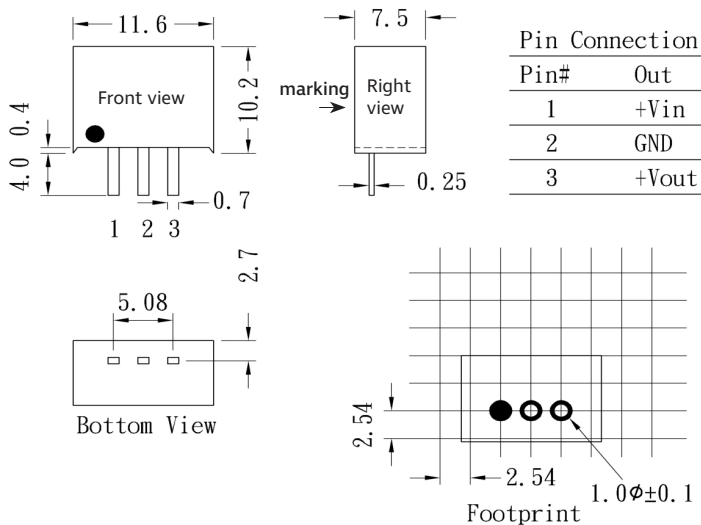 11.6
Front view
10.2
0.4
4.0
1 2 3
0.7
7.5
marking
Right
view
0.25
Pin Connection
Pin# Out
1 +Vin
2 GND
3 +Vout
5.08
2.7
Bottom View
2.54
2.54
1.0ϕ±0.1
Footprint